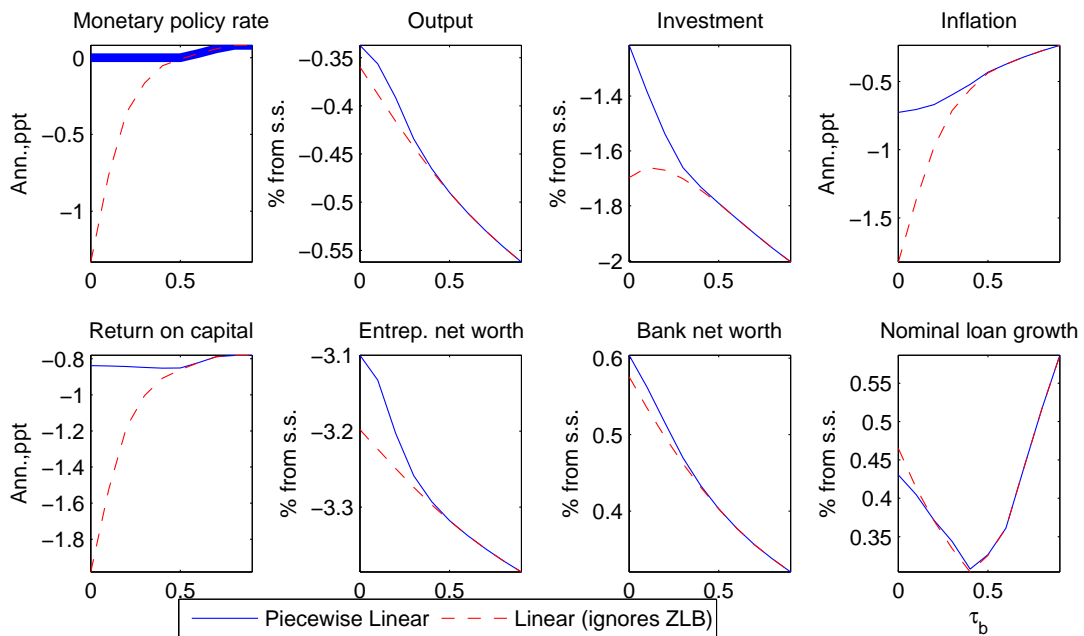 Monetary policy rate
Output
Investment
Inflation
Ann.,ppt
0
−0.5
−1
0
0.5
% from s.s.
−0.35
−0.4
−0.45
−0.5
−0.55
0
0.5
% from s.s.
−1.4
−1.6
−1.8
−2
0
0.5
Ann.,ppt
−0.5
−1
−1.5
0
0.5
Return on capital
Entrep. net worth
Bank net worth
Nominal loan growth
Ann.,ppt
−0.8
−1
−1.2
−1.4
−1.6
−1.8
0
0.5
% from s.s.
−3.1
−3.2
−3.3
0
0.5
% from s.s.
0.6
0.5
0.4
0
0.5
% from s.s.
0.55
0.5
0.45
0.4
0.35
0
0.5
τb
Piecewise Linear
Linear (ignores ZLB)